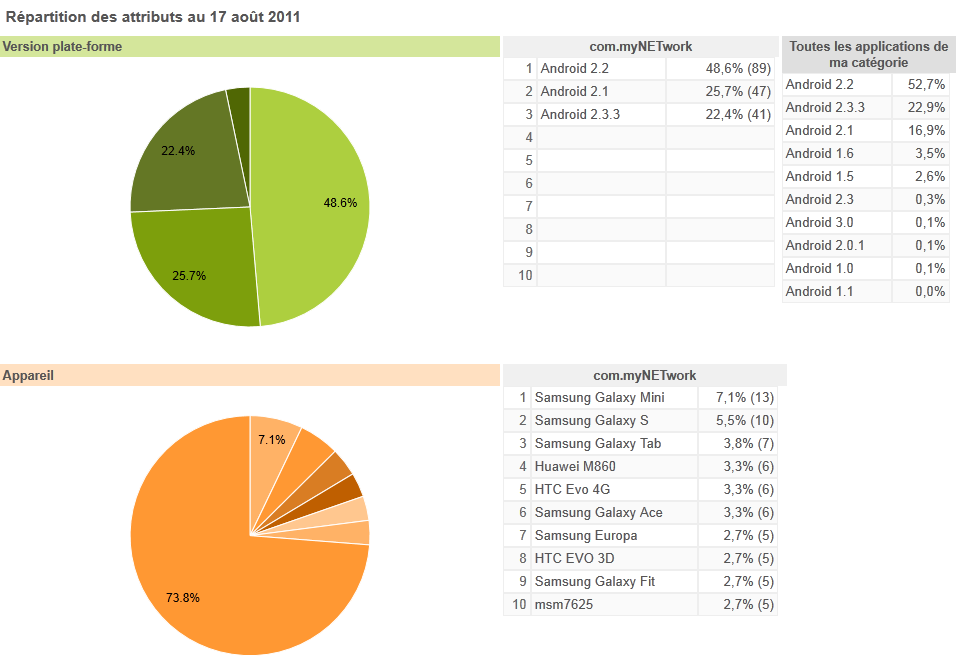 Répartition des attributs au 17 août 2011
Version plate-forme
22.4%
48.6%
25.7%
com.myNETwork
1 Android 2.2 48,6% (89)
2 Android 2.1 25,7% (47)
3 Android 2.3.3 22,4% (41)
4
5
6
7
8
9
10
Toutes les applications de
ma catégorie
Android 2.2 52,7%
Android 2.3.3 22,9%
Android 2.1 16,9%
Android 1.6 3,5%
Android 1.5 2,6%
Android 2.3 0,3%
Android 3.0 0,1%
Android 2.0.1 0,1%
Android 1.0 0,1%
Android 1.1 0,0%
Appareil
7.1%
73.8%
com.myNETwork
1 Samsung Galaxy Mini 7,1% (13)
2 Samsung Galaxy S 5,5% (10)
3 Samsung Galaxy Tab 3,8% (7)
4 Huawei M860 3,3% (6)
5 HTC Evo 4G 3,3% (6)
6 Samsung Galaxy Ace 3,3% (6)
7 Samsung Europa 2,7% (5)
8 HTC EVO 3D 2,7% (5)
9 Samsung Galaxy Fit 2,7% (5)
10 msm7625 2,7% (5)